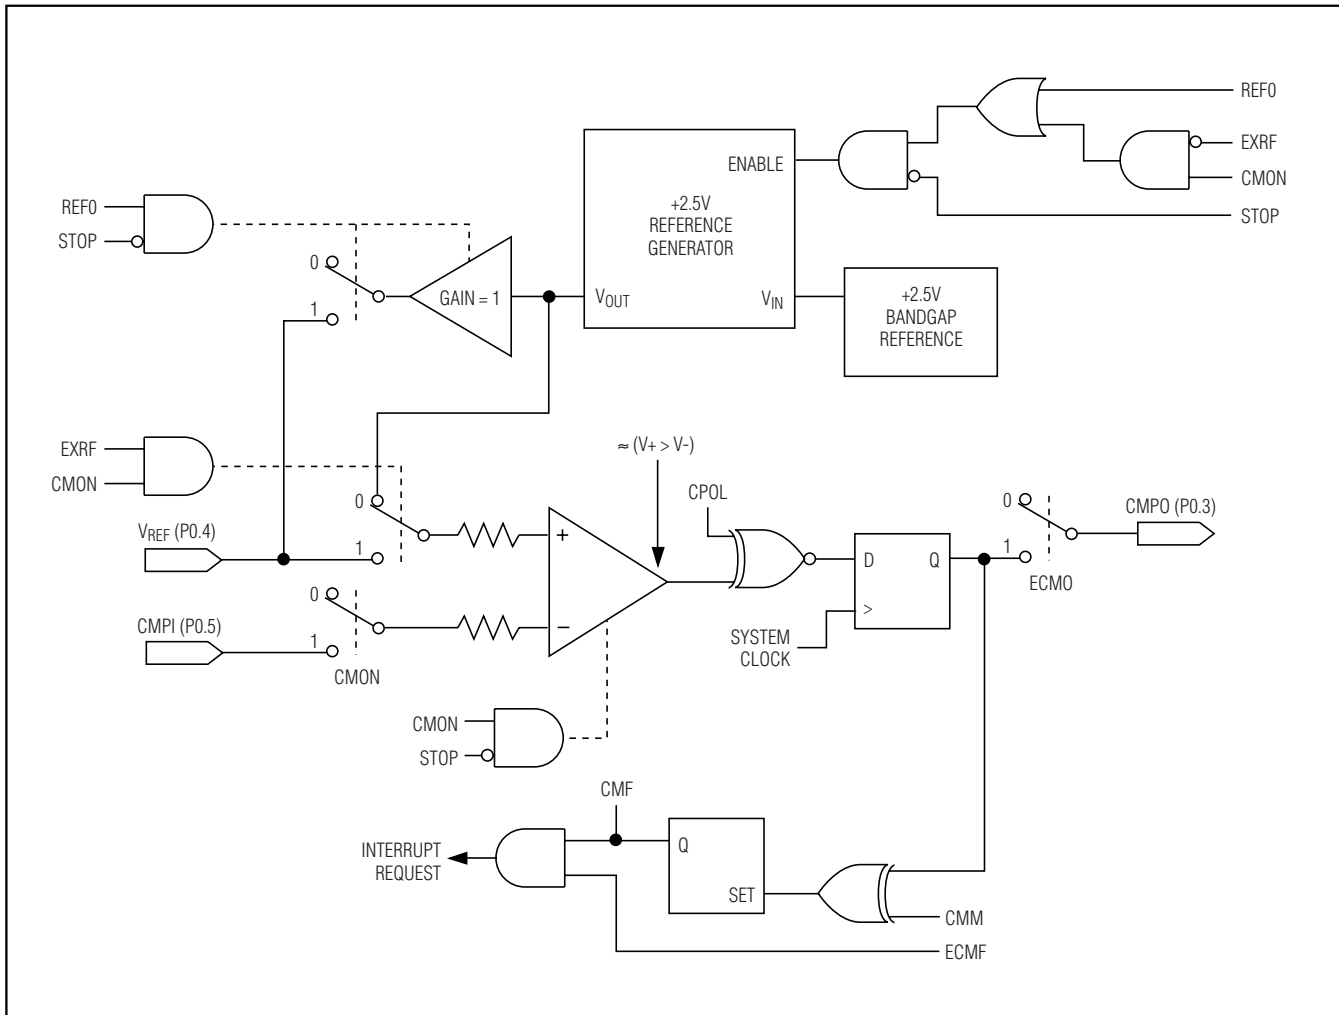 REF0
EXRF
CMON
STOP
ENABLE
+2.5V
REFERENCE
GENERATOR
VOUT
VIN
+2.5V
BANDGAP
REFERENCE
REF0
STOP
0
1
GAIN = 1
EXRF
CMON
0
1
VREF (P0.4)
CMPI (P0.5)
0
1
CMON
+
−
≈ (V+ > V-)
CPOL
D
Q
>
SYSTEM
CLOCK
0
1
ECMO
CMPO (P0.3)
CMON
STOP
CMF
INTERRUPT
REQUEST
Q
SET
CMM
ECMF